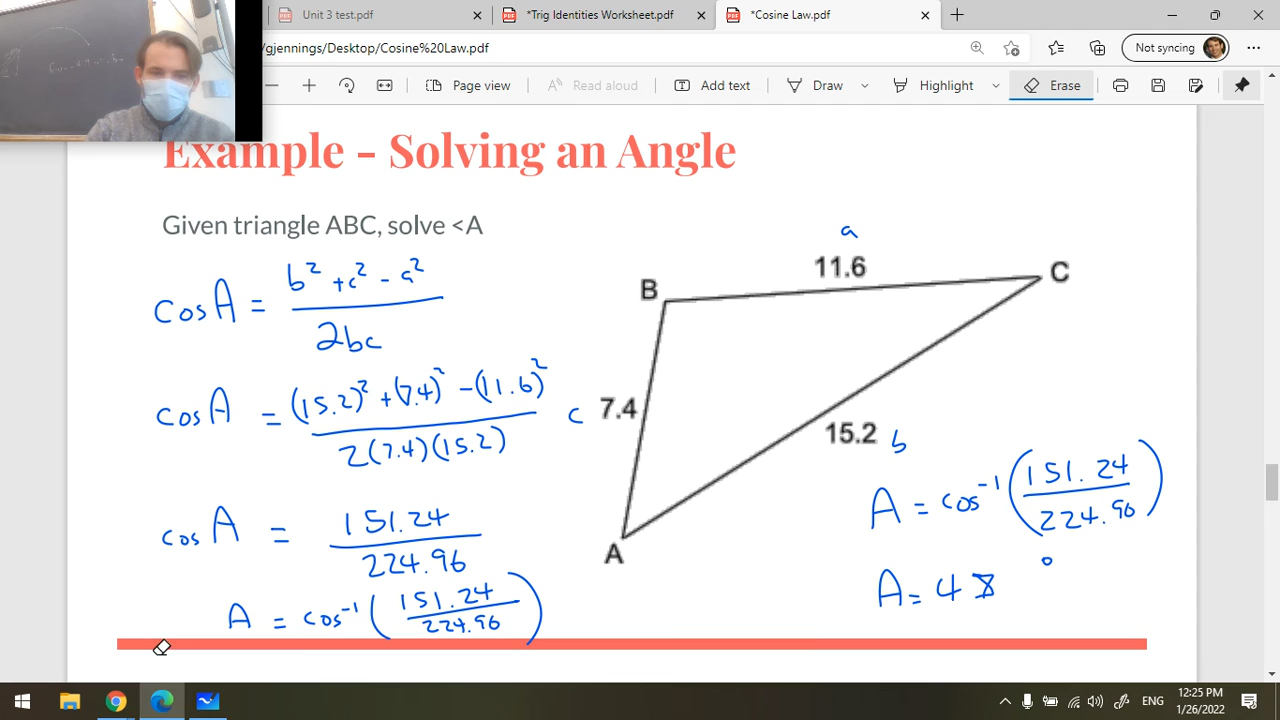 Unit 3 test.pdf
*Trig Identities Worksheet.pdf
*Cosine Law.pdf
/gjennings/Desktop/Cosine%20Law.pdf
Not syncing
Page view
Read aloud
Add text
Draw
Highlight
Erase
Example - Solving an Angle
Given triangle ABC, solve <A
cos A = (b² + c² - a²) / 2bc
cos A = ((15.2)² + (7.4)² - (11.6)²) / 2(7.4)(15.2)
cos A = 151.24 / 224.96
A = cos⁻¹(151.24 / 224.96)
a
11.6
B
C
c 7.4
15.2 b
A
A = cos⁻¹(151.24 / 224.96)
A = 48°
ENG
12:25 PM
1/26/2022